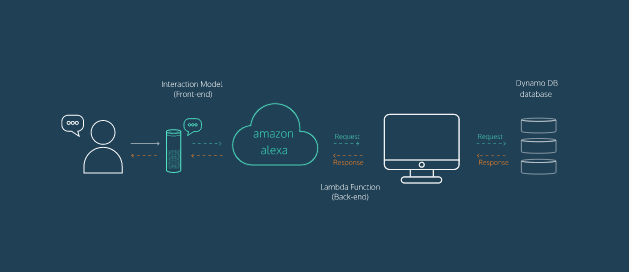 Interaction Model
(Front-end)
amazon
alexa
Request
Response
Lambda Function
(Back-end)
Request
Response
Dynamo DB
database